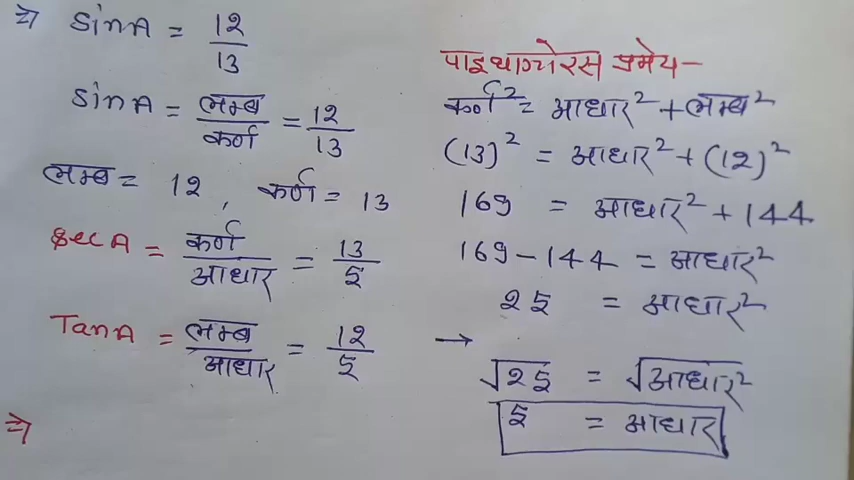 ⇒ SinA = 12/13
SinA = लम्ब/कर्ण = 12/13
लम्ब = 12, कर्ण = 13
SecA = कर्ण/आधार = 13/5
TanA = लम्ब/आधार = 12/5 →
⇒
पाइथागोरस प्रमेय-
कर्ण² = आधार² + लम्ब²
(13)² = आधार² + (12)²
169 = आधार² + 144
169 - 144 = आधार²
25 = आधार²
√25 = √आधार²
5 = आधार